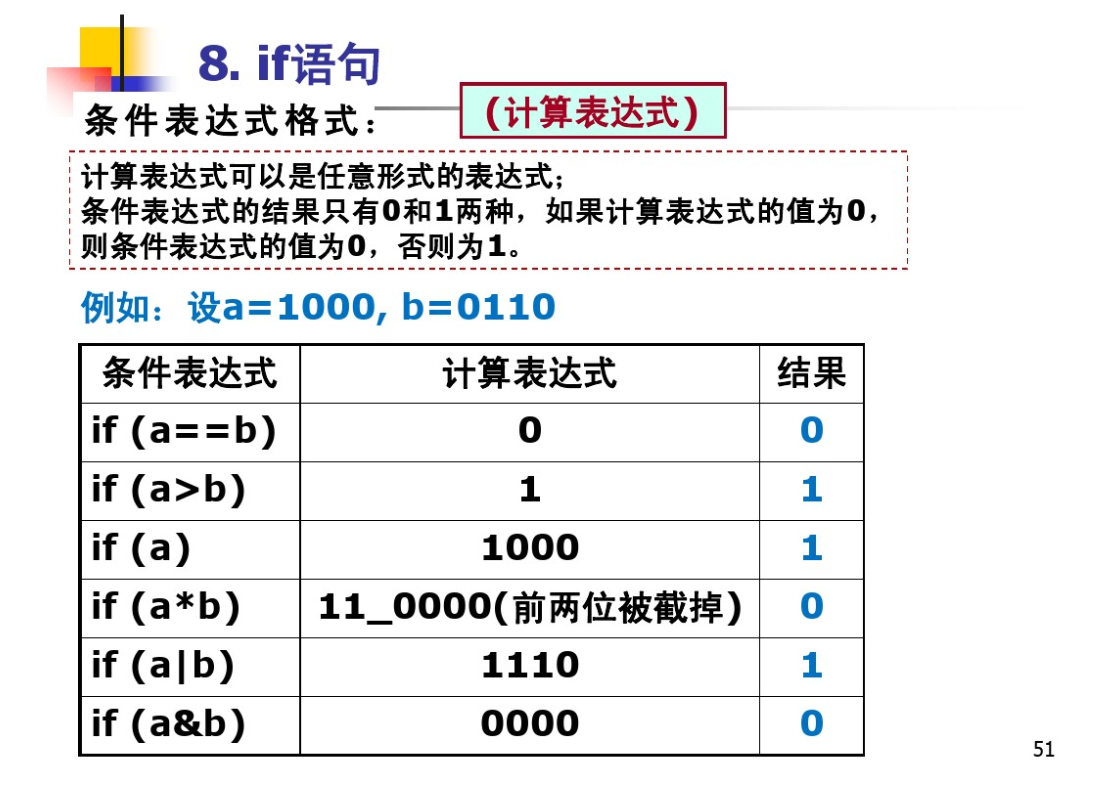 8. if语句
条件表达式格式：
(计算表达式)
计算表达式可以是任意形式的表达式；
条件表达式的结果只有0和1两种，如果计算表达式的值为0，
则条件表达式的值为0，否则为1。
例如：设a=1000, b=0110
条件表达式 计算表达式 结果
if (a==b) 0 0
if (a>b) 1 1
if (a) 1000 1
if (a*b) 11_0000(前两位被截掉) 0
if (a|b) 1110 1
if (a&b) 0000 0
51